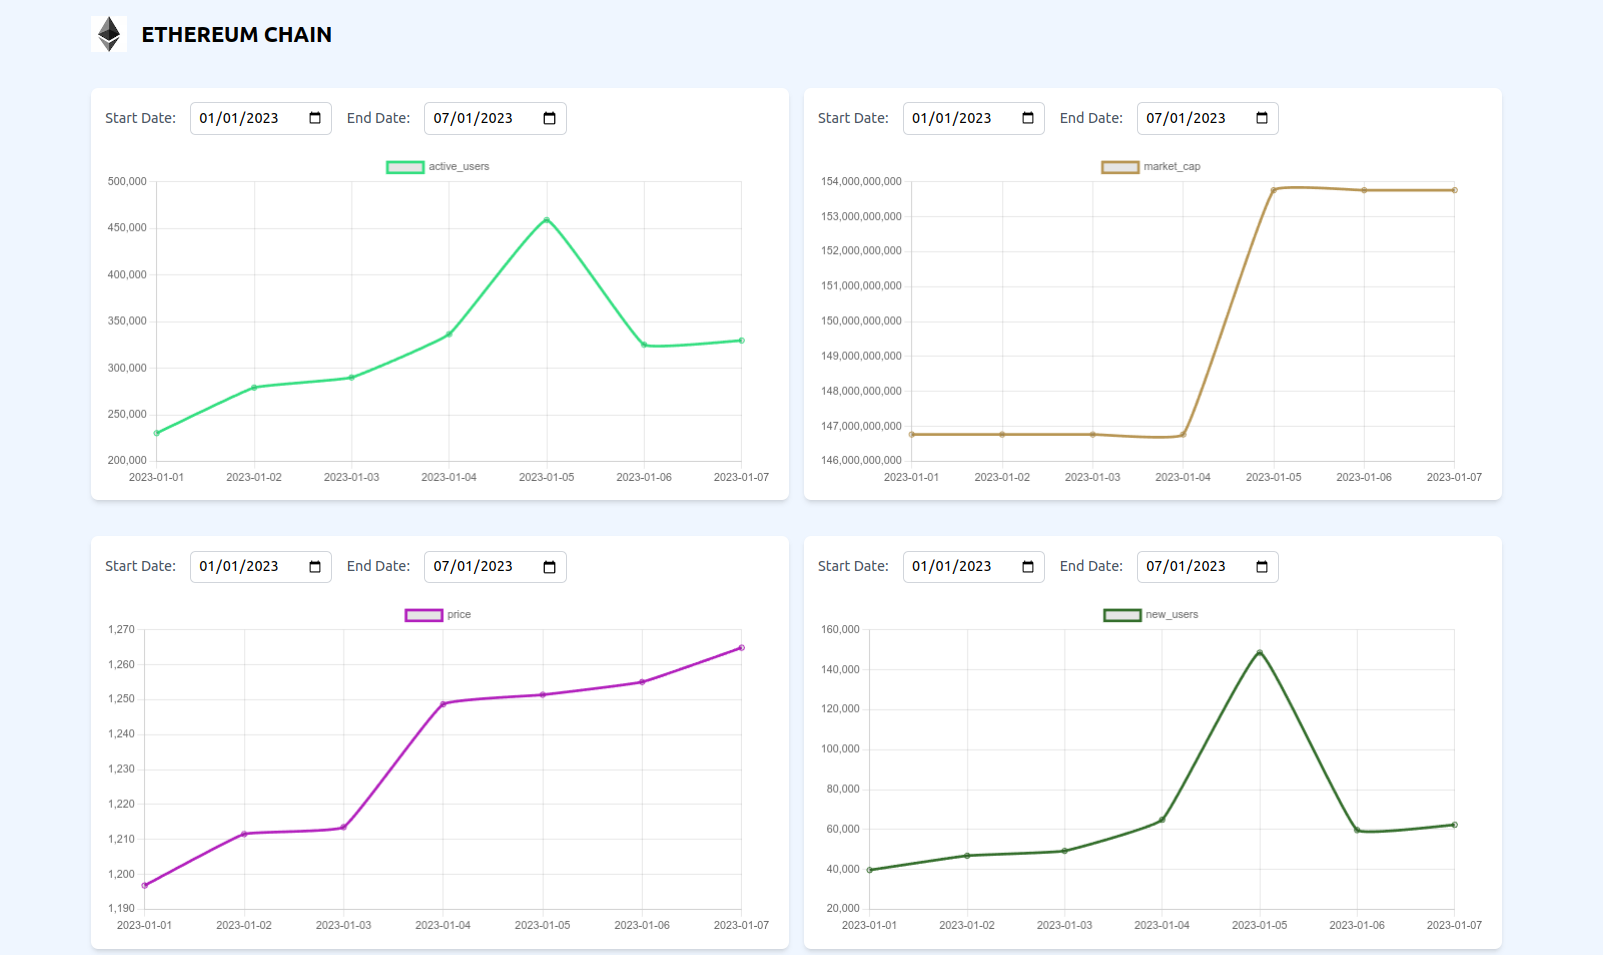 ETHEREUM CHAIN
Start Date: 01/01/2023 End Date: 07/01/2023
active_users
500,000
450,000
400,000
350,000
300,000
250,000
200,000
2023-01-01 2023-01-02 2023-01-03 2023-01-04 2023-01-05 2023-01-06 2023-01-07
Start Date: 01/01/2023 End Date: 07/01/2023
market_cap
154,000,000,000
153,000,000,000
152,000,000,000
151,000,000,000
150,000,000,000
149,000,000,000
148,000,000,000
147,000,000,000
146,000,000,000
2023-01-01 2023-01-02 2023-01-03 2023-01-04 2023-01-05 2023-01-06 2023-01-07
Start Date: 01/01/2023 End Date: 07/01/2023
price
1,270
1,260
1,250
1,240
1,230
1,220
1,210
1,200
1,190
2023-01-01 2023-01-02 2023-01-03 2023-01-04 2023-01-05 2023-01-06 2023-01-07
Start Date: 01/01/2023 End Date: 07/01/2023
new_users
160,000
140,000
120,000
100,000
80,000
60,000
40,000
20,000
2023-01-01 2023-01-02 2023-01-03 2023-01-04 2023-01-05 2023-01-06 2023-01-07